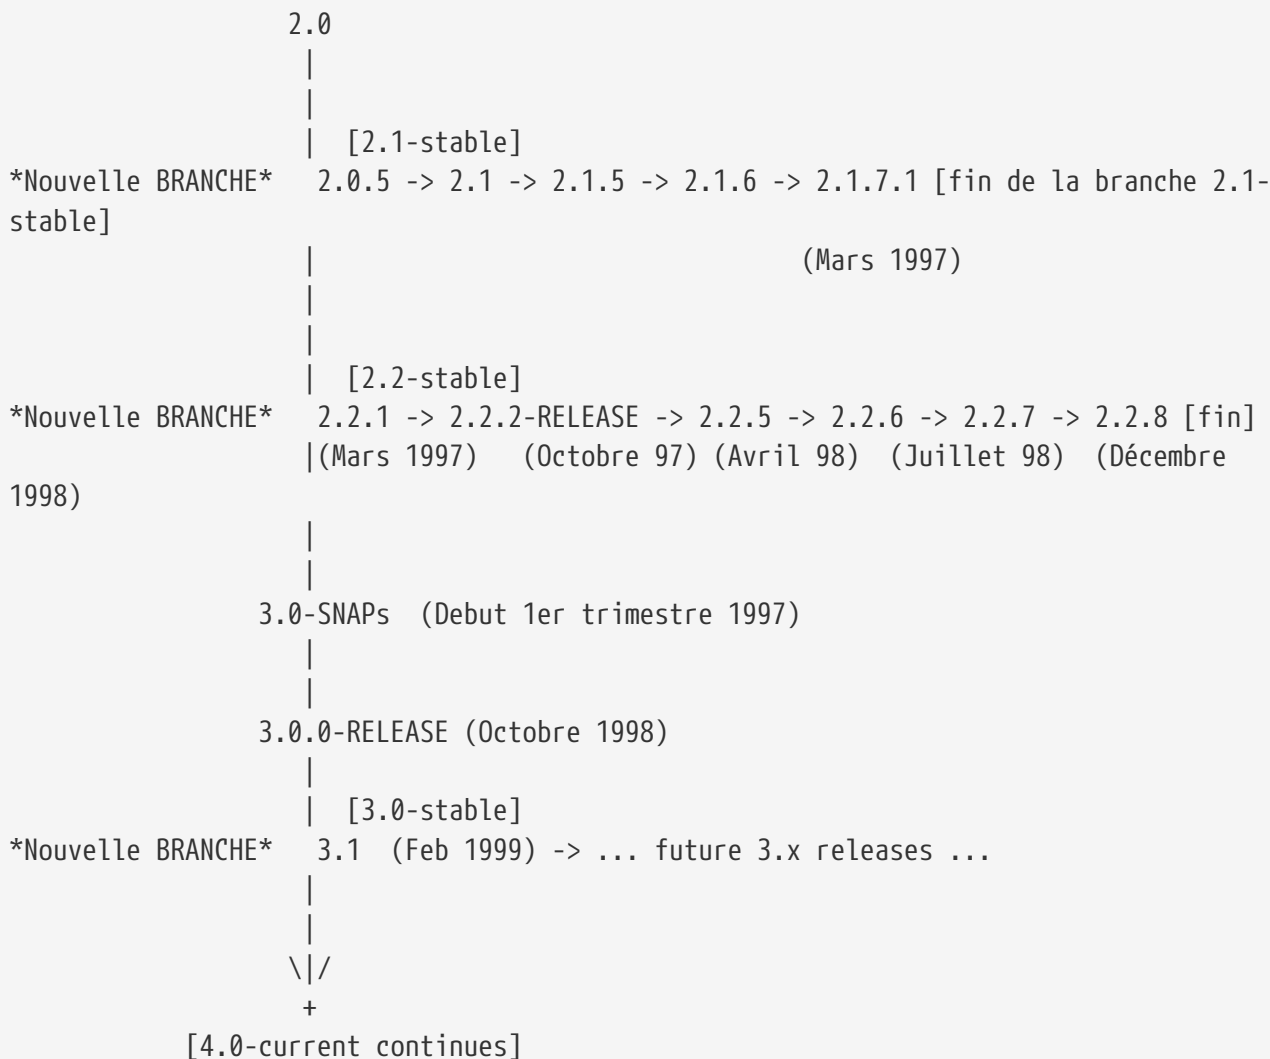 2.0
|
|
| [2.1-stable]
*Nouvelle BRANCHE* 2.0.5 -> 2.1 -> 2.1.5 -> 2.1.6 -> 2.1.7.1 [fin de la branche 2.1-
stable]
| (Mars 1997)
|
|
| [2.2-stable]
*Nouvelle BRANCHE* 2.2.1 -> 2.2.2-RELEASE -> 2.2.5 -> 2.2.6 -> 2.2.7 -> 2.2.8 [fin]
|(Mars 1997) (Octobre 97) (Avril 98) (Juillet 98) (Décembre
1998)
|
|
3.0-SNAPs (Debut 1er trimestre 1997)
|
|
3.0.0-RELEASE (Octobre 1998)
|
| [3.0-stable]
*Nouvelle BRANCHE* 3.1 (Feb 1999) -> ... future 3.x releases ...
|
|
\|/
+
[4.0-current continues]